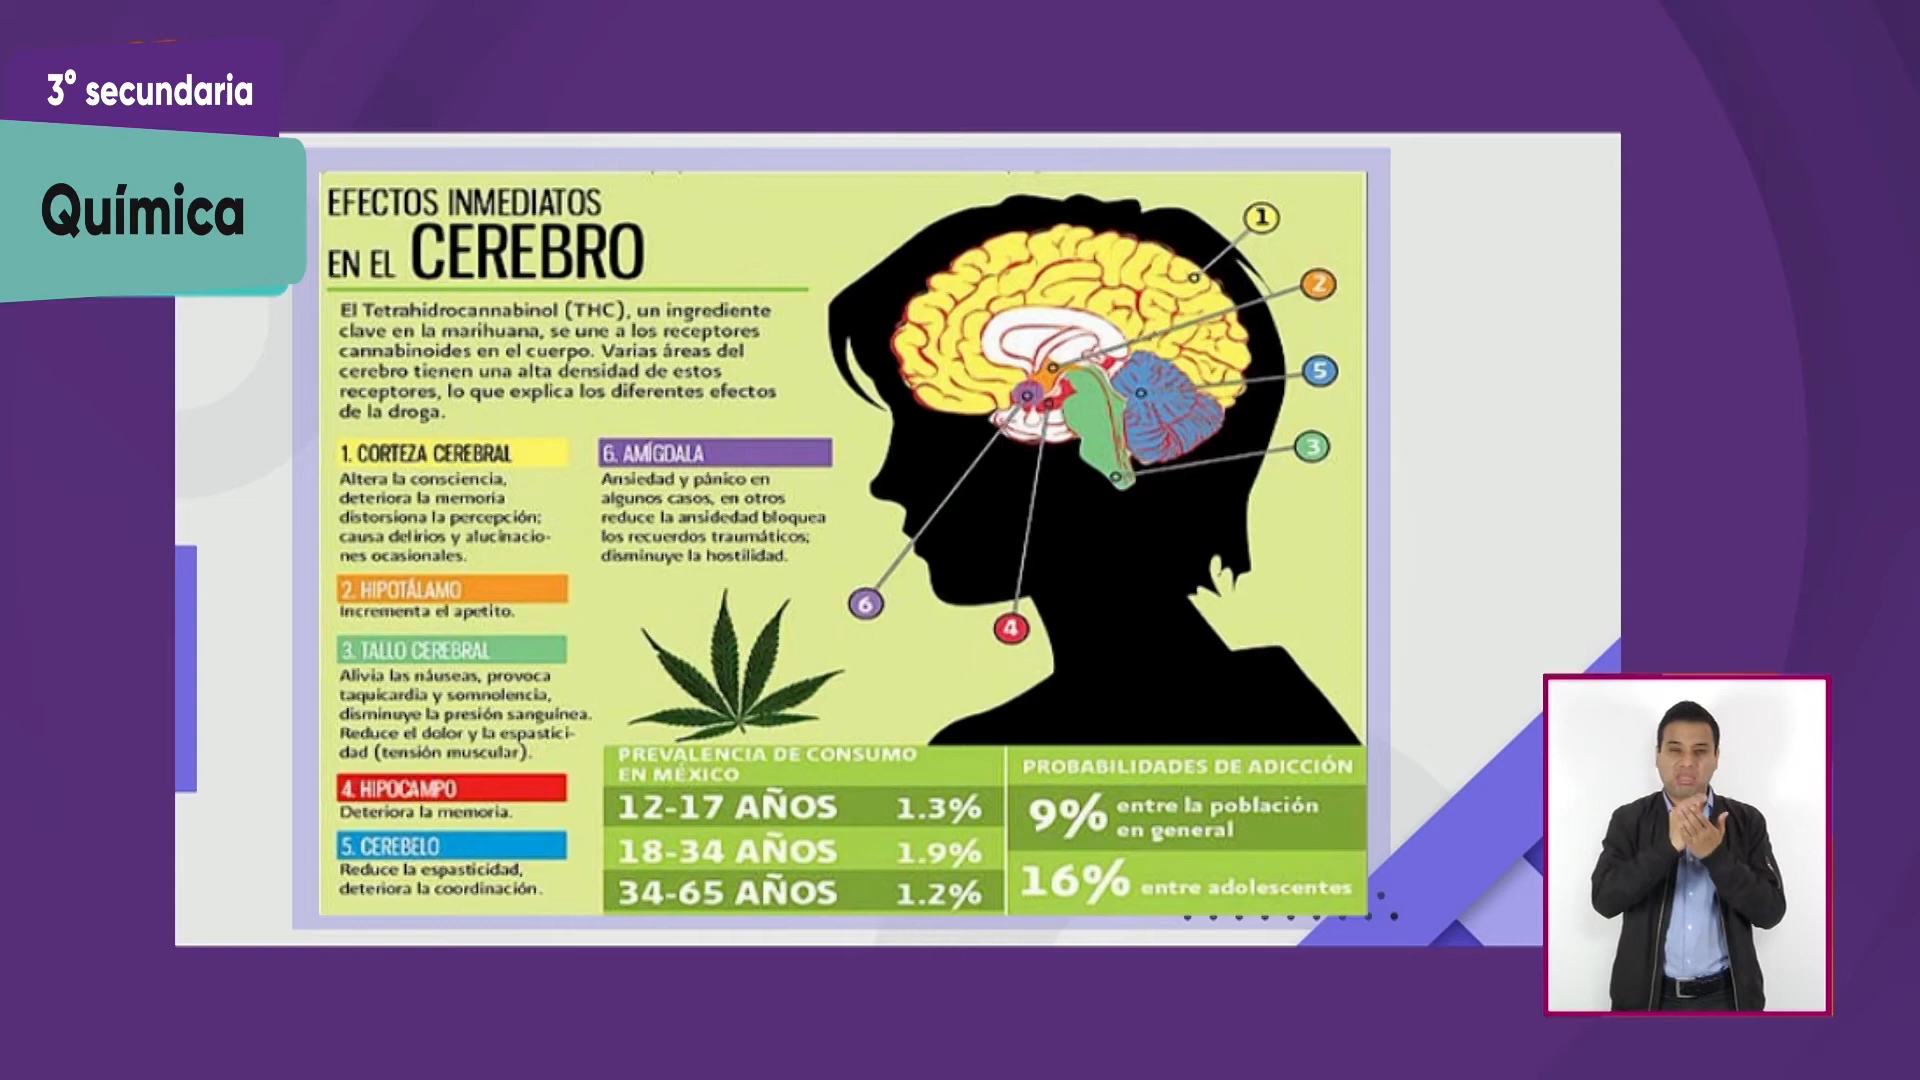 3° secundaria
Química
EFECTOS INMEDIATOS
EN EL CEREBRO
El Tetrahidrocannabinol (THC), un ingrediente
clave en la marihuana, se une a los receptores
cannabinoides en el cuerpo. Varias áreas del
cerebro tienen una alta densidad de estos
receptores, lo que explica los diferentes efectos
de la droga.
1. CORTEZA CEREBRAL
Altera la consciencia,
deteriora la memoria
distorsiona la percepción;
causa delirios y alucinacio-
nes ocasionales.
2. HIPOTÁLAMO
Incrementa el apetito.
3. TALLO CEREBRAL
Alivia las náuseas, provoca
taquicardia y somnolencia,
disminuye la presión sanguínea.
Reduce el dolor y la espastici-
dad (tensión muscular).
4. HIPOCAMPO
Deteriora la memoria.
5. CEREBELO
Reduce la espasticidad,
deteriora la coordinación.
6. AMÍGDALA
Ansiedad y pánico en
algunos casos, en otros
reduce la ansidedad bloquea
los recuerdos traumáticos;
disminuye la hostilidad.
1
2
5
3
6
4
PREVALENCIA DE CONSUMO
EN MÉXICO
12-17 AÑOS 1.3%
18-34 AÑOS 1.9%
34-65 AÑOS 1.2%
PROBABILIDADES DE ADICCIÓN
9% entre la población
en general
16% entre adolescentes